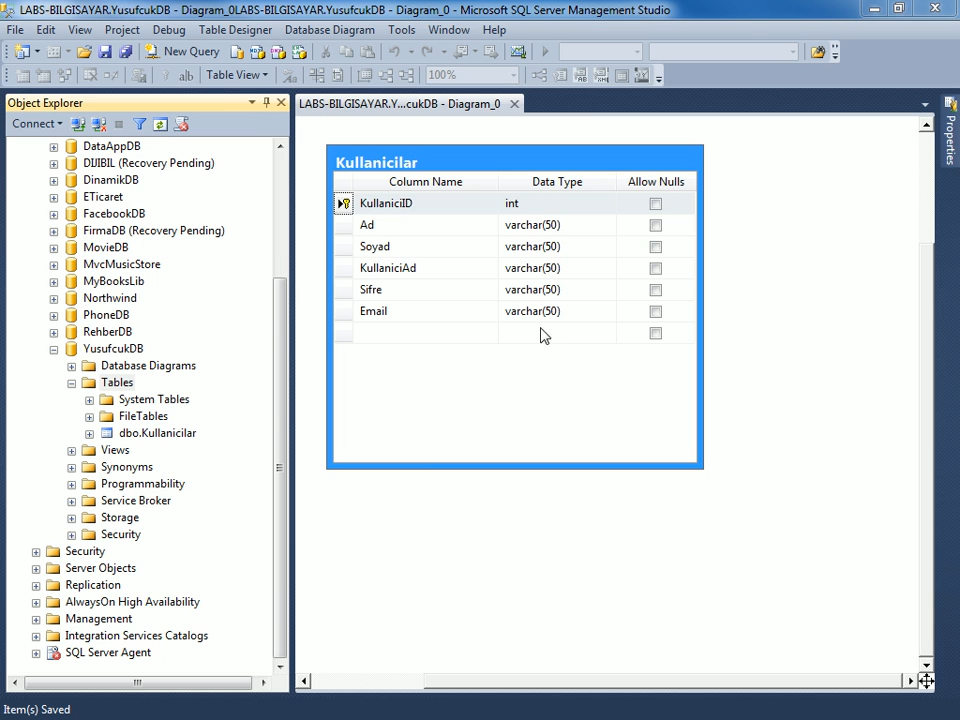 LABS-BILGISAYAR.YusufcukDB - Diagram_0LABS-BILGISAYAR.YusufcukDB - Diagram_0 - Microsoft SQL Server Management Studio
File Edit View Project Debug Table Designer Database Diagram Tools Window Help
New Query
Table View 100%
Object Explorer
LABS-BILGISAYAR.Y...cukDB - Diagram_0
Connect
Properties
DataAppDB
DIJIBIL (Recovery Pending)
DinamikDB
ETicaret
FacebookDB
FirmaDB (Recovery Pending)
MovieDB
MvcMusicStore
MyBooksLib
Northwind
PhoneDB
RehberDB
YusufcukDB
Database Diagrams
Tables
System Tables
FileTables
dbo.Kullanicilar
Views
Synonyms
Programmability
Service Broker
Storage
Security
Security
Server Objects
Replication
AlwaysOn High Availability
Management
Integration Services Catalogs
SQL Server Agent
Kullanicilar
Column Name Data Type Allow Nulls
KullaniciID int
Ad varchar(50)
Soyad varchar(50)
KullaniciAd varchar(50)
Sifre varchar(50)
Email varchar(50)
Item(s) Saved